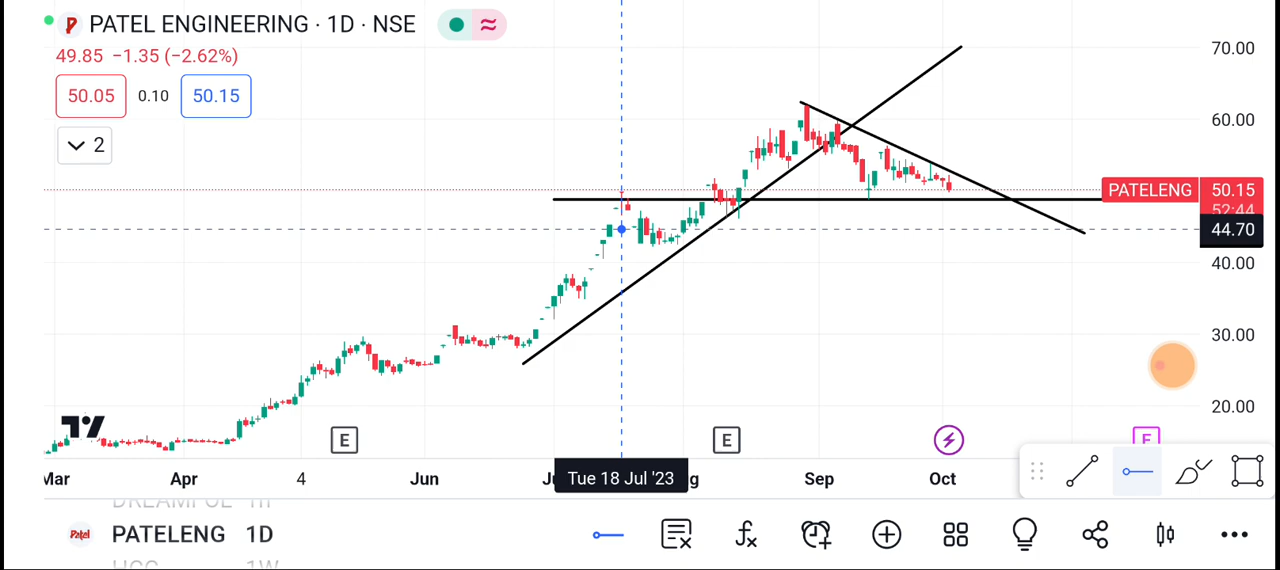 PATEL ENGINEERING · 1D · NSE
49.85 −1.35 (−2.62%)
50.05 0.10 50.15
2
70.00
60.00
PATELENG 50.15
52:44
44.70
40.00
30.00
20.00
E E
Mar Apr 4 Jun Tue 18 Jul '23 Sep Oct
PATELENG 1D